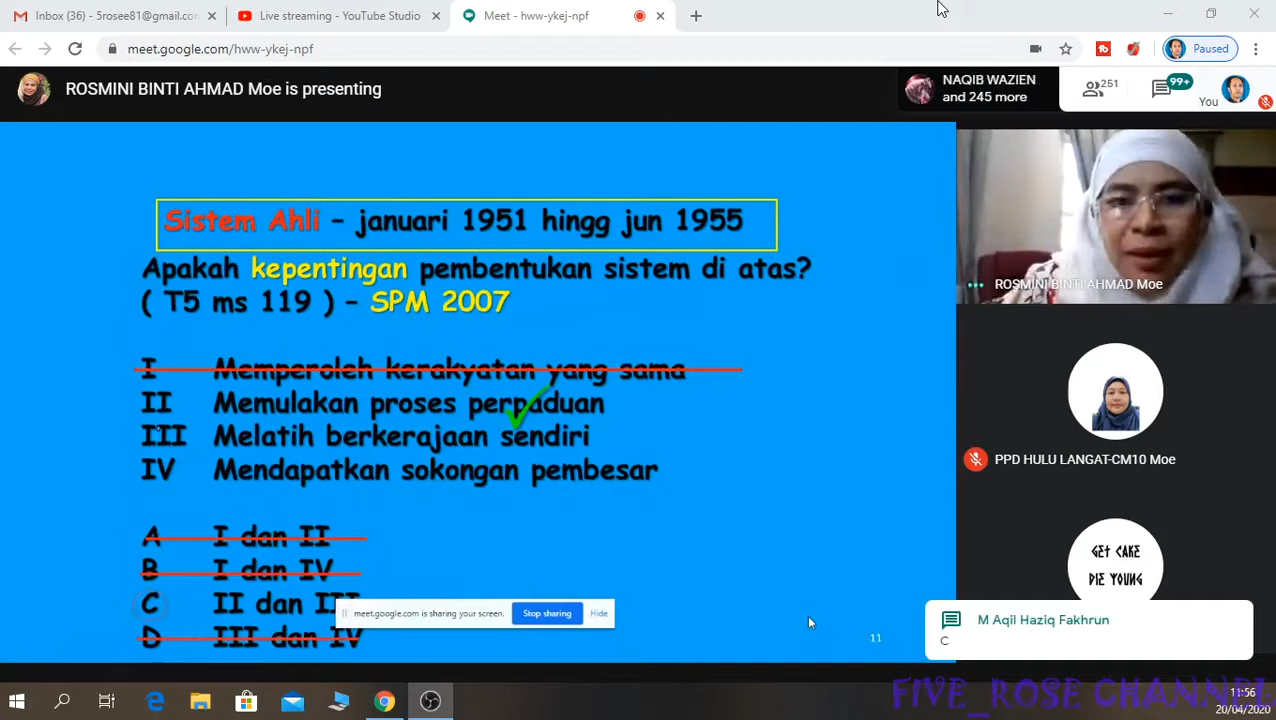 Inbox (36) - 5rosee81@gmail.co
Live streaming - YouTube Studio
Meet - hww-ykej-npf
meet.google.com/hww-ykej-npf
Paused
ROSMINI BINTI AHMAD Moe is presenting
NAQIB WAZIEN
and 245 more
251
99+
You
Sistem Ahli - januari 1951 hingg jun 1955
Apakah kepentingan pembentukan sistem di atas?
( T5 ms 119 ) - SPM 2007
I Memperoleh kerakyatan yang sama
II Memulakan proses perpaduan
III Melatih berkerajaan sendiri
IV Mendapatkan sokongan pembesar
A I dan II
B I dan IV
C II dan III
D III dan IV
meet.google.com is sharing your screen.
Stop sharing
Hide
11
ROSMINI BINTI AHMAD Moe
PPD HULU LANGAT-CM10 Moe
GET CAKE
DIE YOUNG
M Aqil Haziq Fakhrun
C
FIVE_ROSE CHANNEL
11:56
20/04/2020